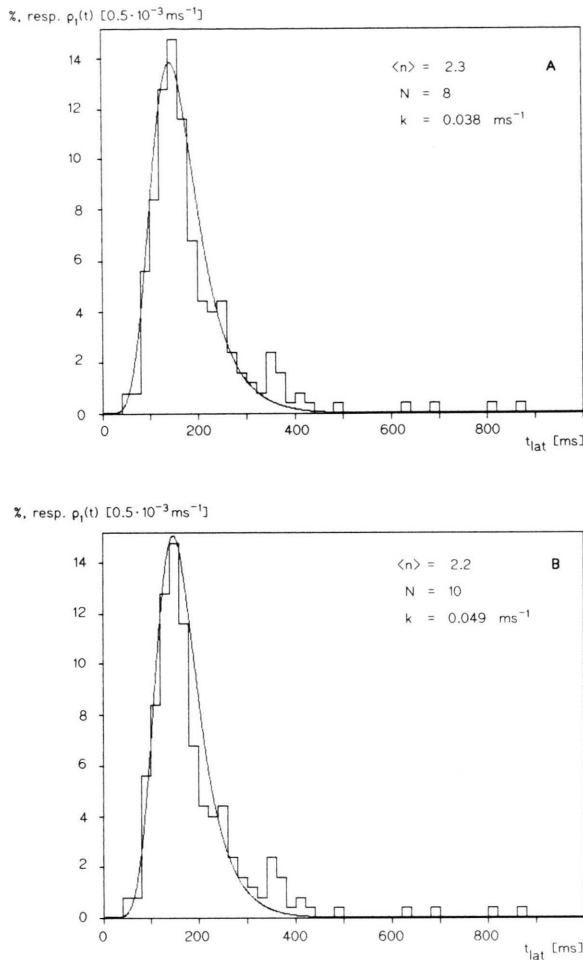 %, resp. ρ₁(t) [0.5·10⁻³ms⁻¹]
14
12
10
8
6
4
2
0
⟨n⟩ = 2.3
N = 8
k = 0.038 ms⁻¹
A
0 200 400 600 800
t_lat [ms]
%, resp. ρ₁(t) [0.5·10⁻³ms⁻¹]
14
12
10
8
6
4
2
0
⟨n⟩ = 2.2
N = 10
k = 0.049 ms⁻¹
B
0 200 400 600 800
t_lat [ms]